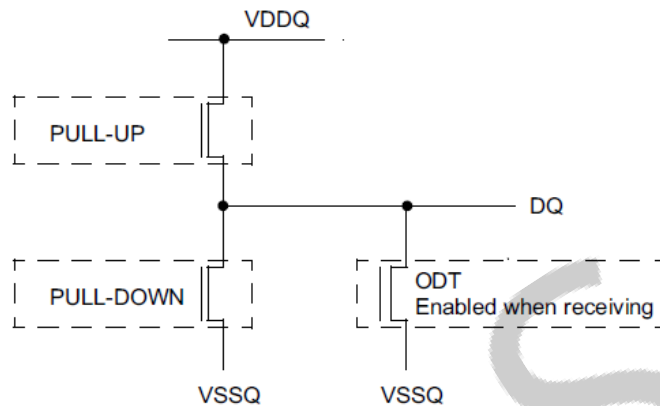 VDDQ
PULL-UP
DQ
PULL-DOWN
ODT
Enabled when receiving
VSSQ
VSSQ